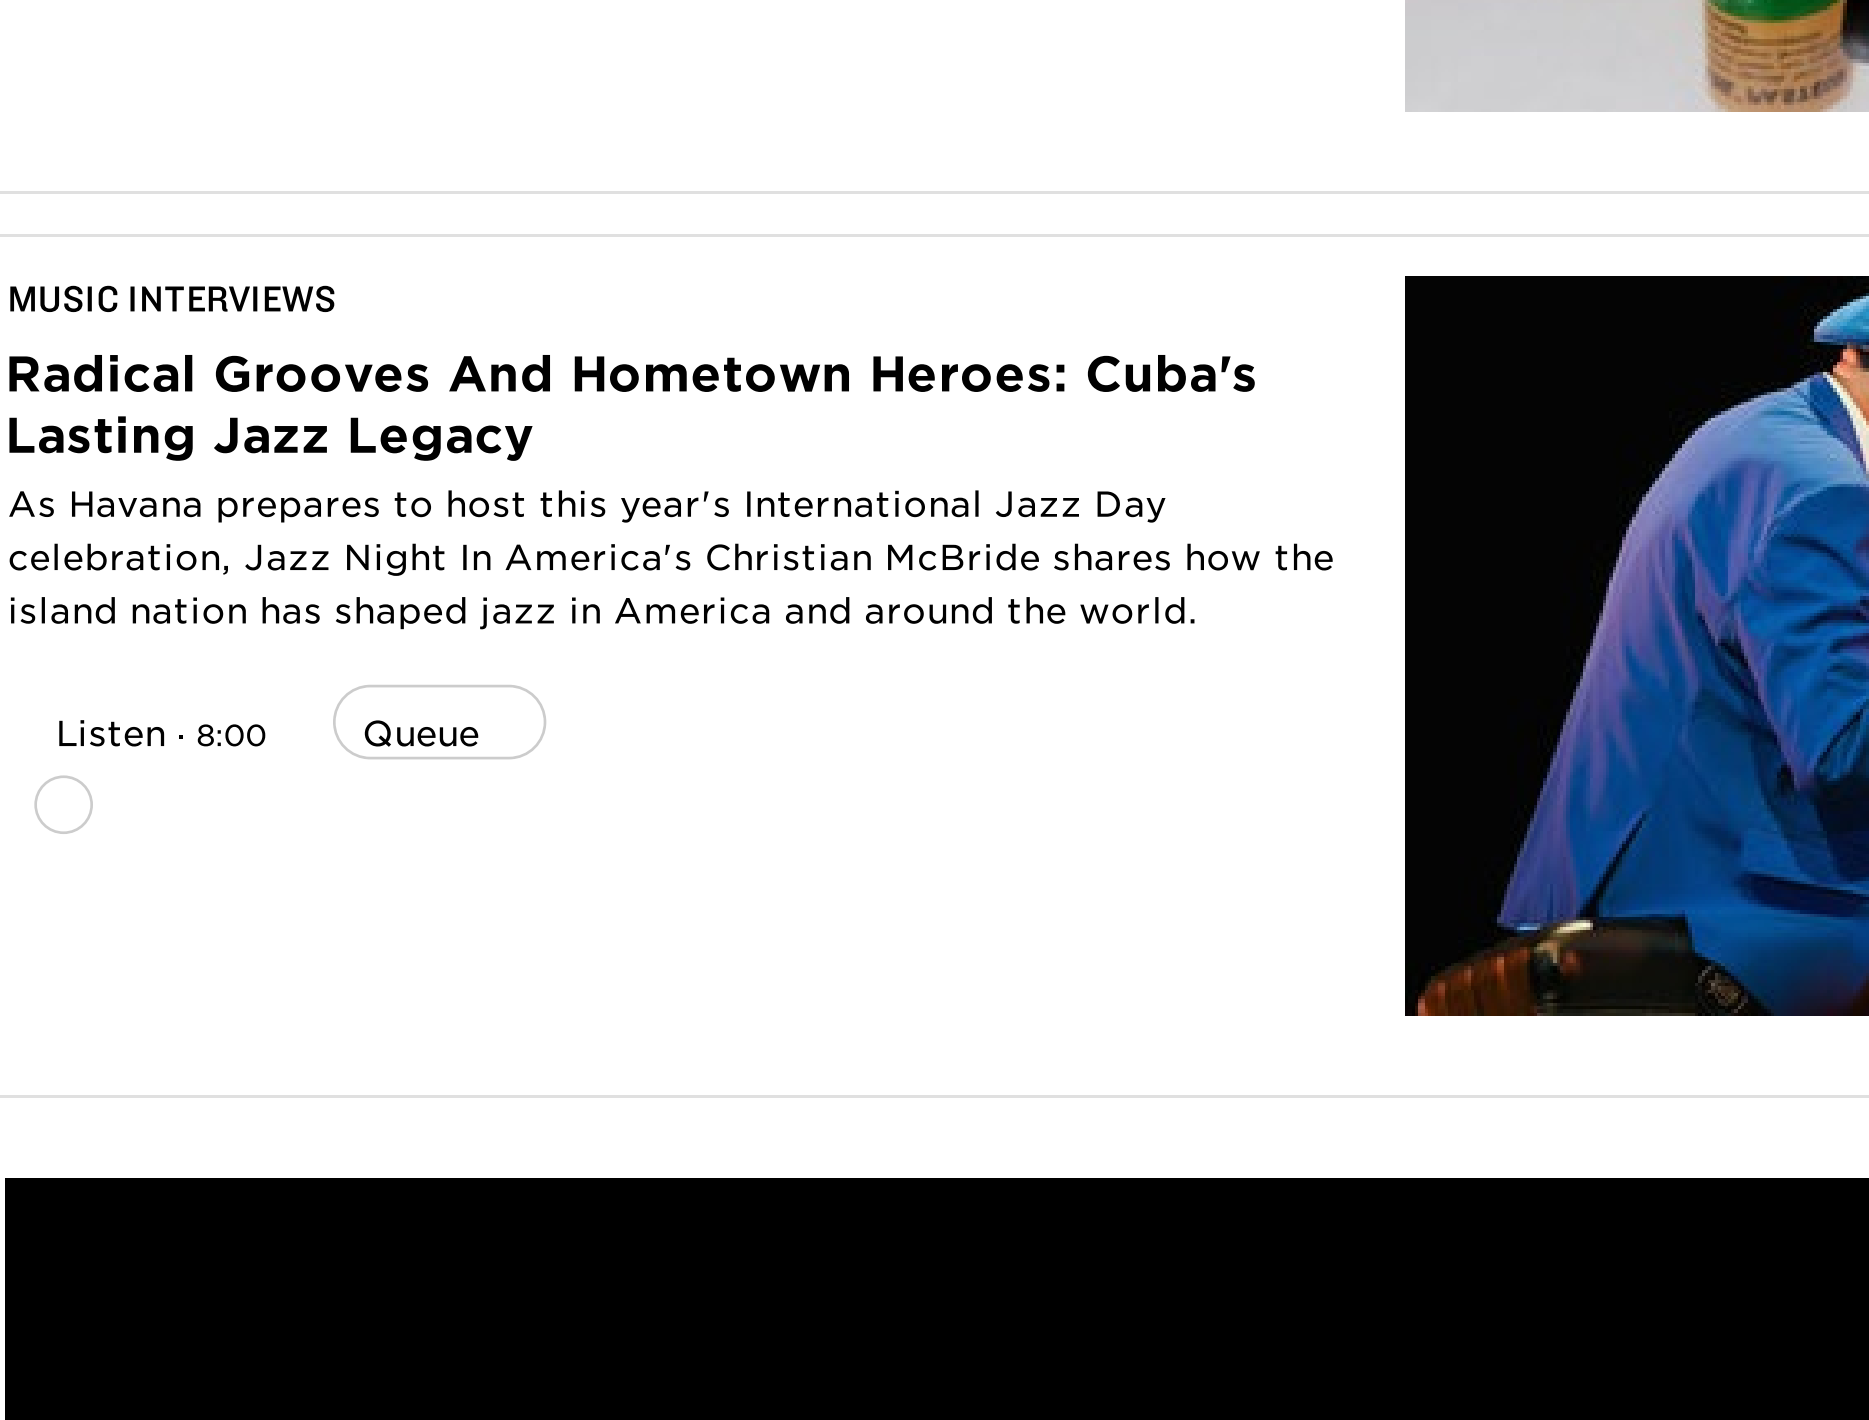 MUSIC INTERVIEWS
Radical Grooves And Hometown Heroes: Cuba's
Lasting Jazz Legacy
As Havana prepares to host this year's International Jazz Day
celebration, Jazz Night In America's Christian McBride shares how the
island nation has shaped jazz in America and around the world.
Listen · 8:00
Queue